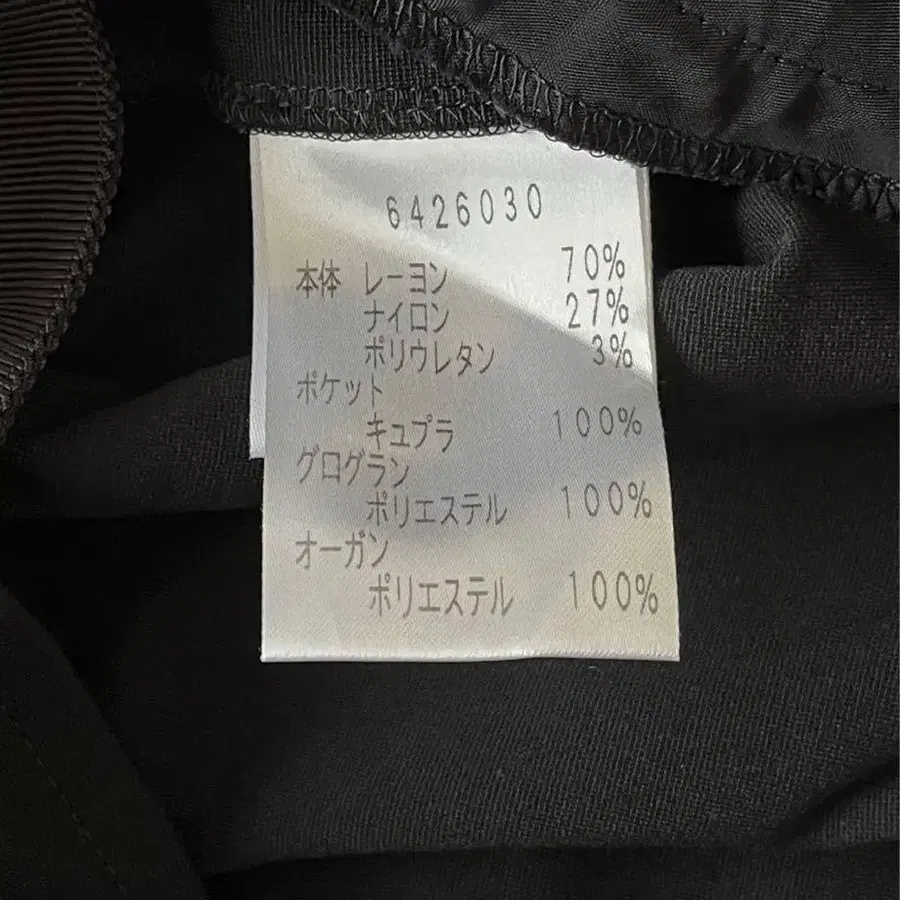 6426030
本体 レーヨン 70%
ナイロン 27%
ポリウレタン 3%
ポケット
キュプラ 100%
グログラン
ポリエステル 100%
オーガン
ポリエステル 100%